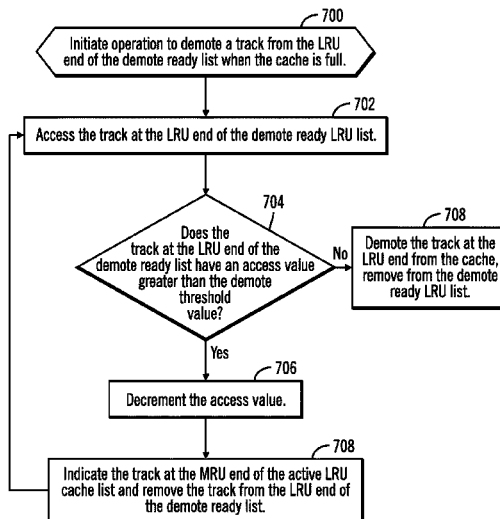 700
Initiate operation to demote a track from the LRU
end of the demote ready list when the cache is full.
702
Access the track at the LRU end of the demote ready LRU list.
704
Does the
track at the LRU end of the
demote ready list have an access value
greater than the demote
threshold
value?
No
708
Demote the track at the
LRU end from the cache,
remove from the demote
ready LRU list.
Yes
706
Decrement the access value.
708
Indicate the track at the MRU end of the active LRU
cache list and remove the track from the LRU end of
the demote ready list.